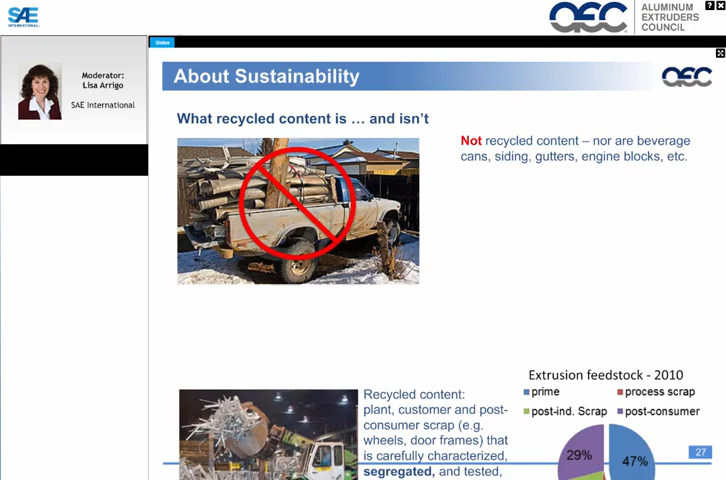 SAE
INTERNATIONAL
aec
ALUMINUM
EXTRUDERS
COUNCIL
Slides
Moderator:
Lisa Arrigo
SAE International
About Sustainability
aec
What recycled content is … and isn't
Not recycled content – nor are beverage
cans, siding, gutters, engine blocks, etc.
Recycled content:
plant, customer and post-
consumer scrap (e.g.
wheels, door frames) that
is carefully characterized,
segregated, and tested,
Extrusion feedstock - 2010
prime
process scrap
post-ind. Scrap
post-consumer
29%
47%
27